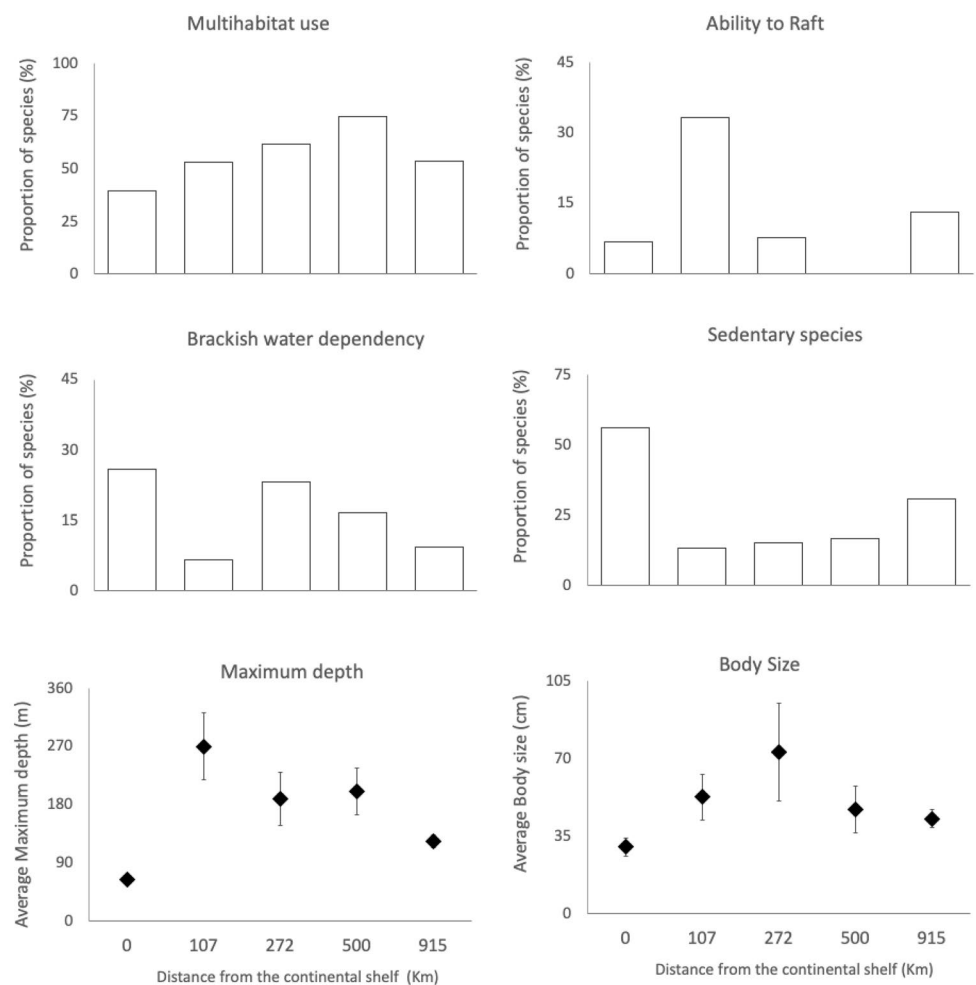 Multihabitat use
Proportion of species (%)
100
75
50
25
0
Ability to Raft
Proportion of species (%)
45
30
15
0
Brackish water dependency
Proportion of species (%)
45
30
15
0
Sedentary species
Proportion of species (%)
75
50
25
0
Maximum depth
Average Maximum depth (m)
360
270
180
90
0
0 107 272 500 915
Distance from the continental shelf (Km)
Body Size
Average Body size (cm)
105
70
35
0
0 107 272 500 915
Distance from the continental shelf (Km)